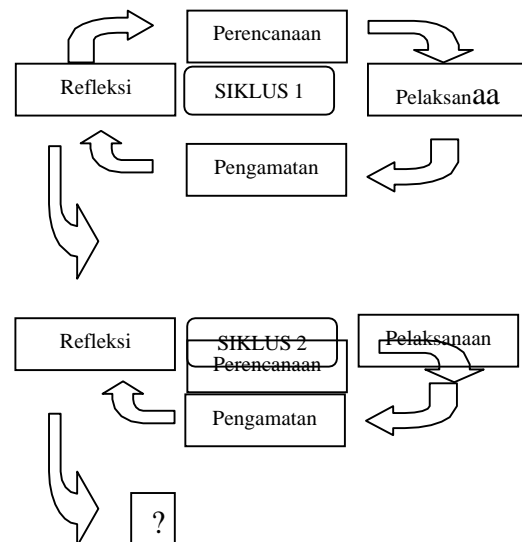 Perencanaan
Refleksi
SIKLUS 1
Pelaksanaa
Pengamatan
Refleksi
SIKLUS 2
Pelaksanaan
Perencanaan
Pengamatan
?